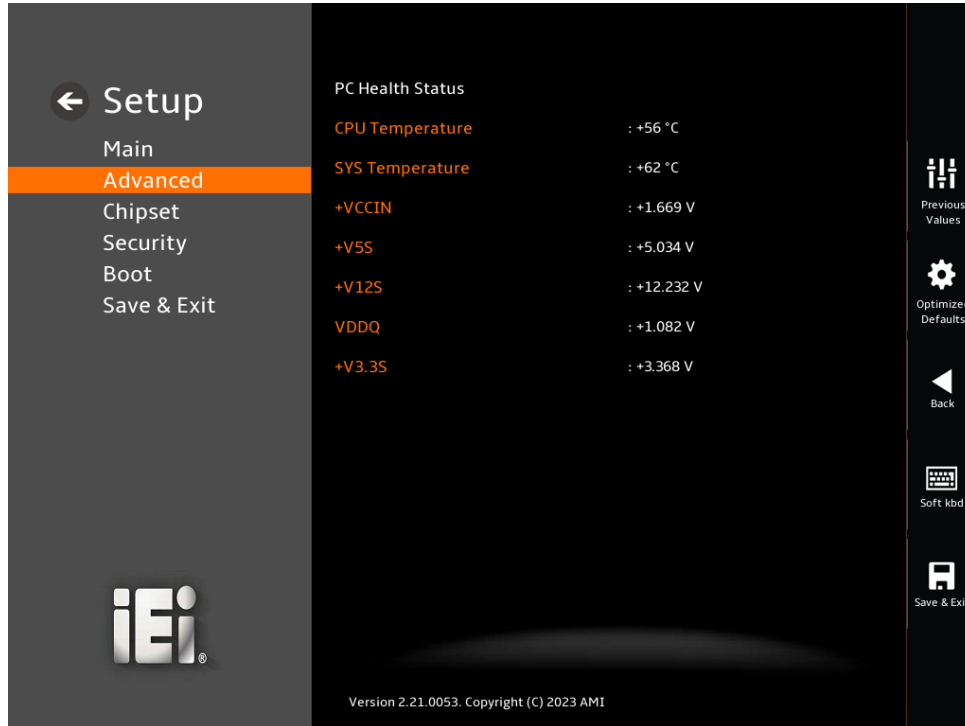 Setup
Main
Advanced
Chipset
Security
Boot
Save & Exit
PC Health Status
CPU Temperature : +56 °C
SYS Temperature : +62 °C
+VCCIN : +1.669 V
+V5S : +5.034 V
+V12S : +12.232 V
VDDQ : +1.082 V
+V3.3S : +3.368 V
Previous
Values
Optimize
Defaults
Back
Soft kbd
Save & Exi
iEi®
Version 2.21.0053. Copyright (C) 2023 AMI